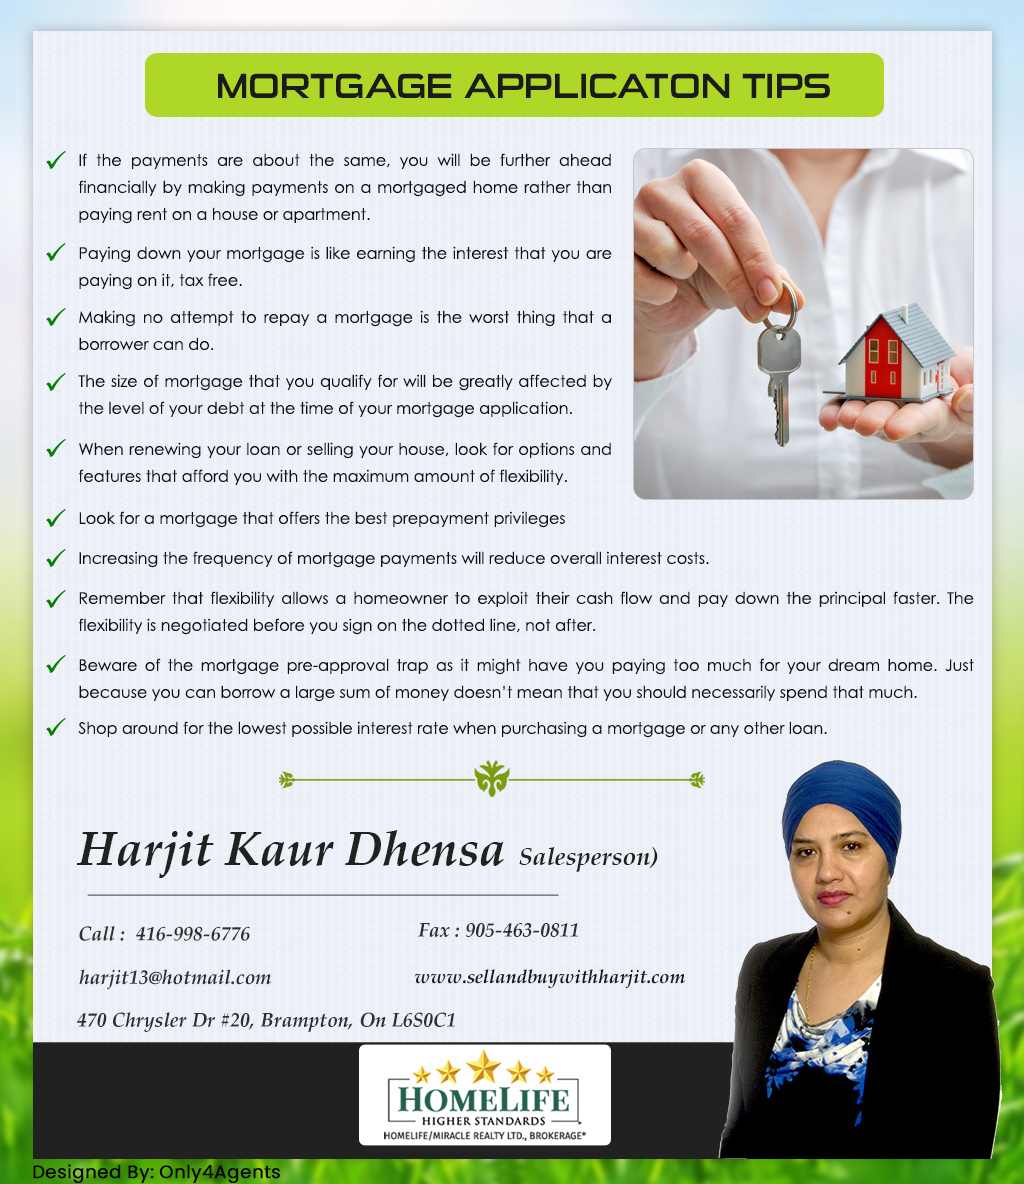 MORTGAGE APPLICATON TIPS
If the payments are about the same, you will be further ahead
financially by making payments on a mortgaged home rather than
paying rent on a house or apartment.
Paying down your mortgage is like earning the interest that you are
paying on it, tax free.
Making no attempt to repay a mortgage is the worst thing that a
borrower can do.
The size of mortgage that you qualify for will be greatly affected by
the level of your debt at the time of your mortgage application.
When renewing your loan or selling your house, look for options and
features that afford you with the maximum amount of flexibility.
Look for a mortgage that offers the best prepayment privileges
Increasing the frequency of mortgage payments will reduce overall interest costs.
Remember that flexibility allows a homeowner to exploit their cash flow and pay down the principal faster. The
flexibility is negotiated before you sign on the dotted line, not after.
Beware of the mortgage pre-approval trap as it might have you paying too much for your dream home. Just
because you can borrow a large sum of money doesn't mean that you should necessarily spend that much.
Shop around for the lowest possible interest rate when purchasing a mortgage or any other loan.
Harjit Kaur Dhensa Salesperson)
Call : 416-998-6776
Fax : 905-463-0811
harjit13@hotmail.com
www.sellandbuywithharjit.com
470 Chrysler Dr #20, Brampton, On L6S0C1
HOMELIFE
HIGHER STANDARDS
HOMELIFE/MIRACLE REALTY LTD., BROKERAGE*
Designed By: Only4Agents